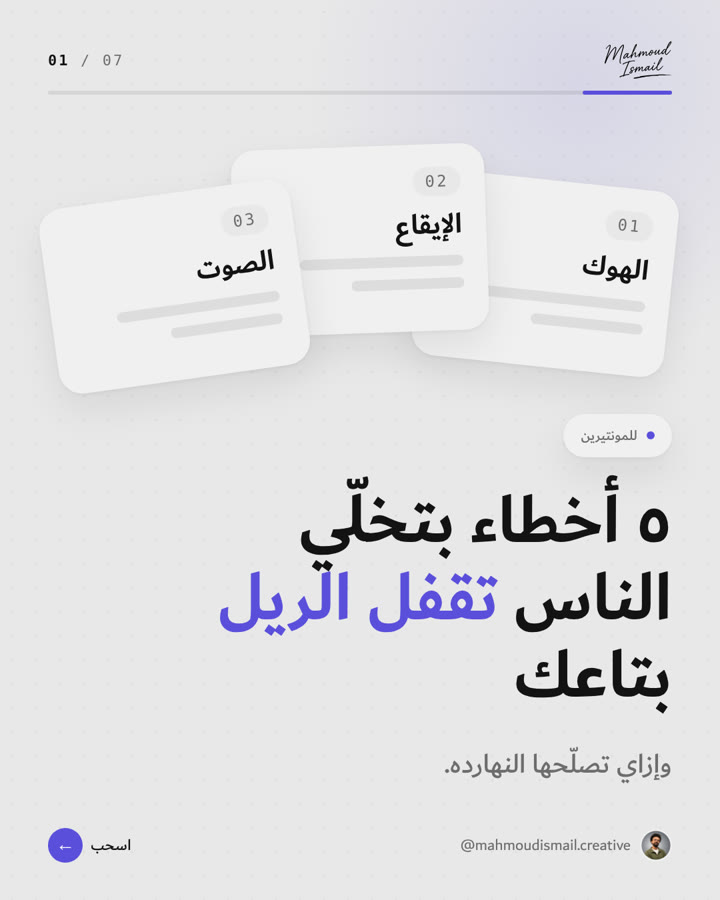 01 / 07
Mahmoud
Ismail
01
الهوك
02
الإيقاع
03
الصوت
للمونتيرين
٥ أخطاء بتخلّي
الناس تقفل الريل
بتاعك
وإزاي تصلّحها النهارده.
@mahmoudismail.creative
اسحب ←